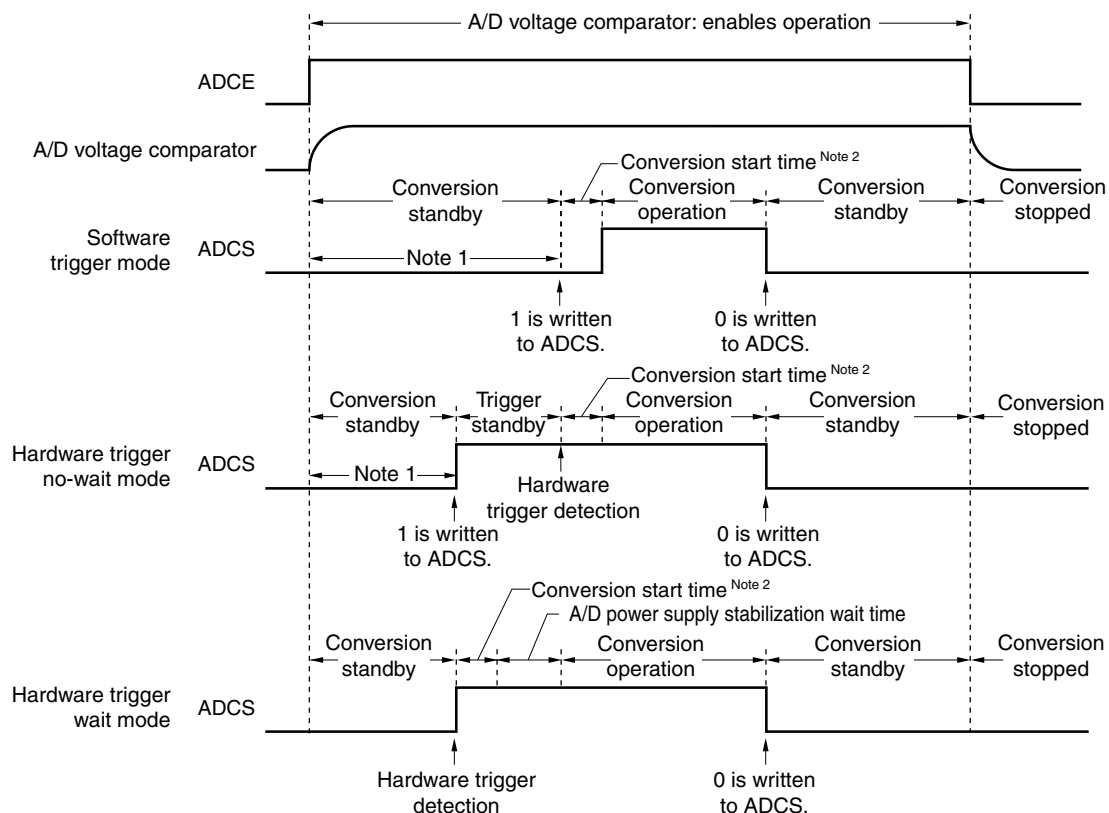 A/D voltage comparator: enables operation
ADCE
A/D voltage comparator
Conversion start time Note 2
Conversion
standby
Conversion
operation
Conversion
standby
Conversion
stopped
Software
trigger mode
ADCS
Note 1
1 is written
to ADCS.
0 is written
to ADCS.
Conversion start time Note 2
Conversion
standby
Trigger
standby
Conversion
operation
Conversion
standby
Conversion
stopped
Hardware trigger
no-wait mode
ADCS
Note 1
Hardware
trigger detection
1 is written
to ADCS.
0 is written
to ADCS.
Conversion start time Note 2
A/D power supply stabilization wait time
Conversion
standby
Conversion
operation
Conversion
standby
Conversion
stopped
Hardware trigger
wait mode
ADCS
Hardware trigger
detection
0 is written
to ADCS.